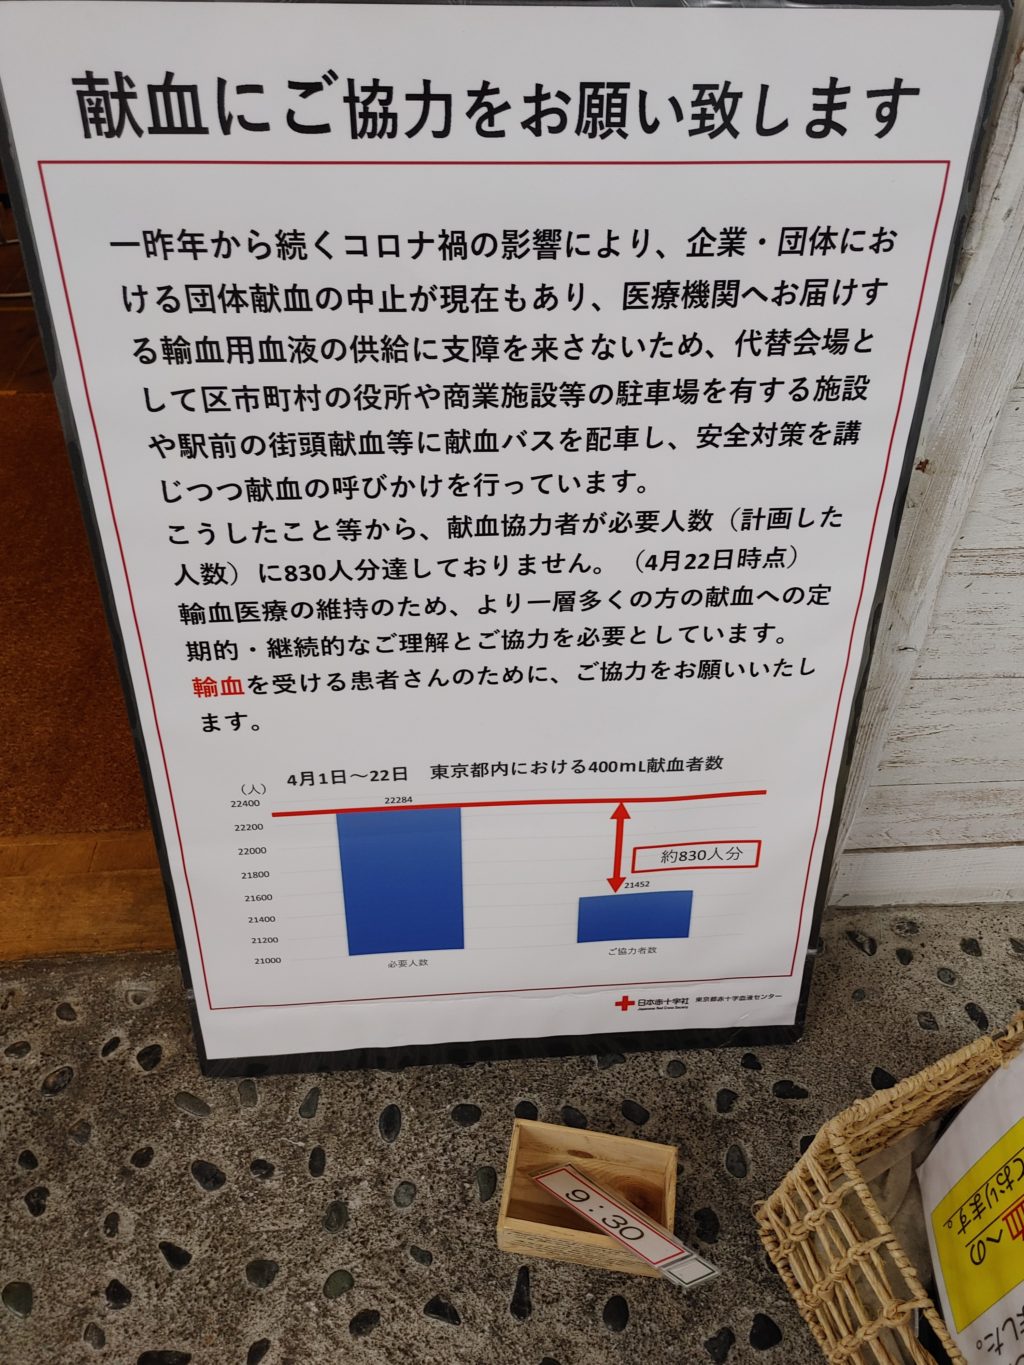 献血にご協力をお願い致します
一昨年から続くコロナ禍の影響により、企業・団体にお
ける団体献血の中止が現在もあり、医療機関へお届けす
る輸血用血液の供給に支障を来さないため、代替会場と
して区市町村の役所や商業施設等の駐車場を有する施設
や駅前の街頭献血等に献血バスを配車し、安全対策を講
じつつ献血の呼びかけを行っています。
こうしたこと等から、献血協力者が必要人数（計画した
人数）に830人分達しておりません。（4月22日時点）
輸血医療の維持のため、より一層多くの方の献血への定
期的・継続的なご理解とご協力を必要としています。
輸血を受ける患者さんのために、ご協力をお願いいたし
ます。
4月1日～22日　東京都内における400mL献血者数
（人）
22400
22200
22000
21800
21600
21400
21200
21000
22284
約830人分
21452
必要人数
ご協力者数
日本赤十字社 東京都赤十字血液センター
Japanese Red Cross Society
9:30
血への
ております。
ました。